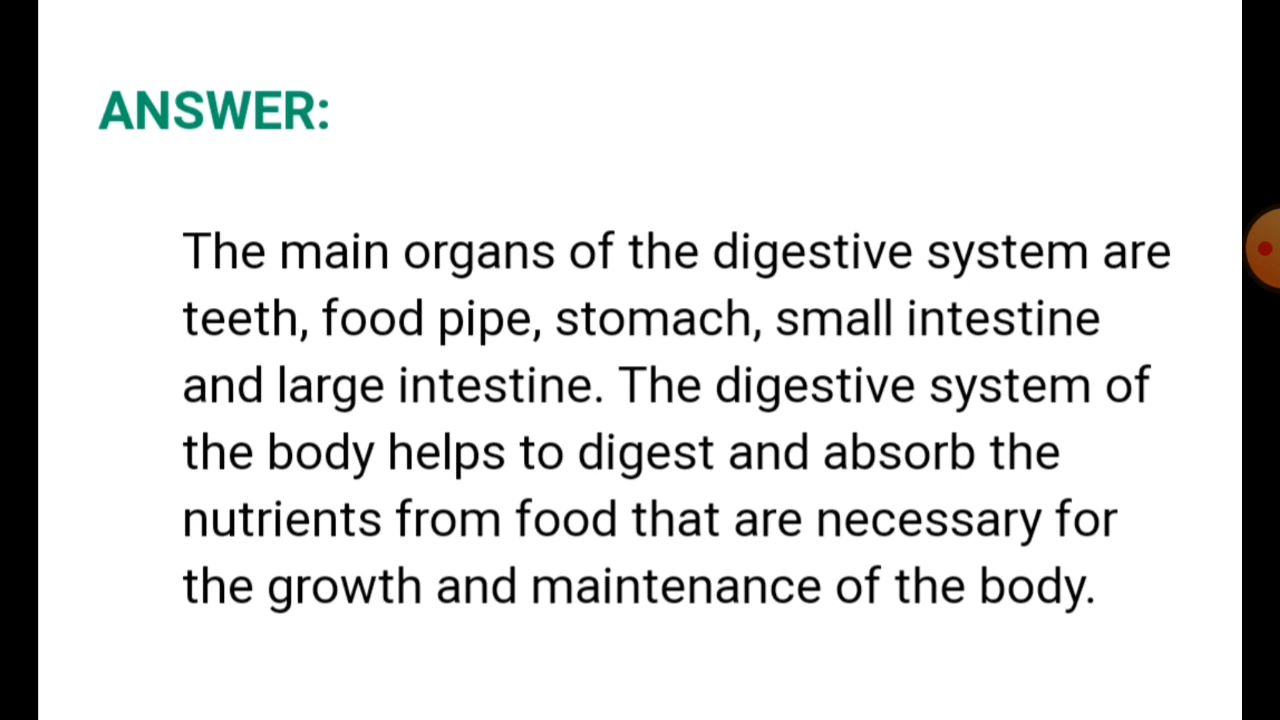 ANSWER:
The main organs of the digestive system are
teeth, food pipe, stomach, small intestine
and large intestine. The digestive system of
the body helps to digest and absorb the
nutrients from food that are necessary for
the growth and maintenance of the body.